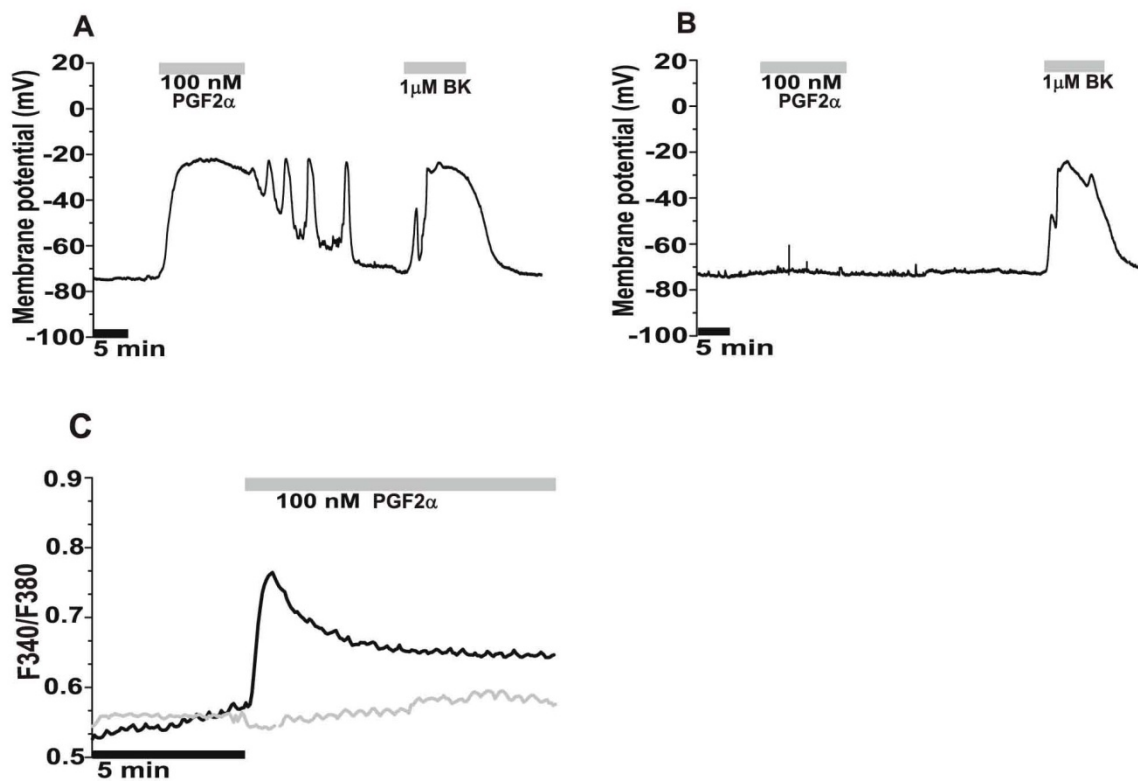 A
Membrane potential (mV)
20
0
-20
-40
-60
-80
-100
100 nM
PGF2α
1μM BK
5 min
B
Membrane potential (mV)
20
0
-20
-40
-60
-80
-100
100 nM
PGF2α
1μM BK
5 min
C
F340/F380
0.9
0.8
0.7
0.6
0.5
100 nM PGF2α
5 min